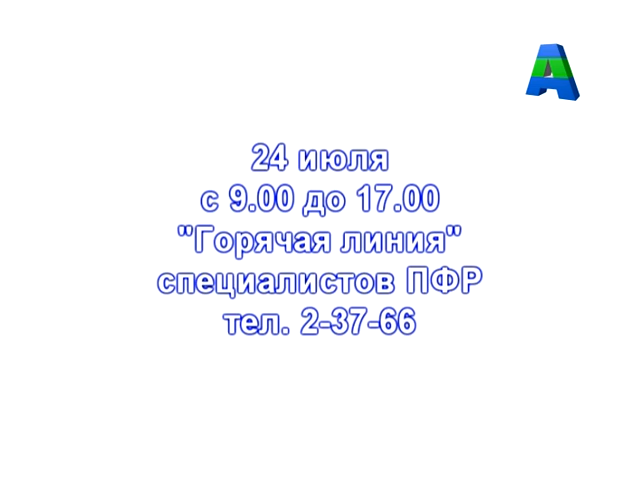 А
24 июля
с 9.00 до 17.00
"Горячая линия"
специалистов ПФР
тел. 2-37-66